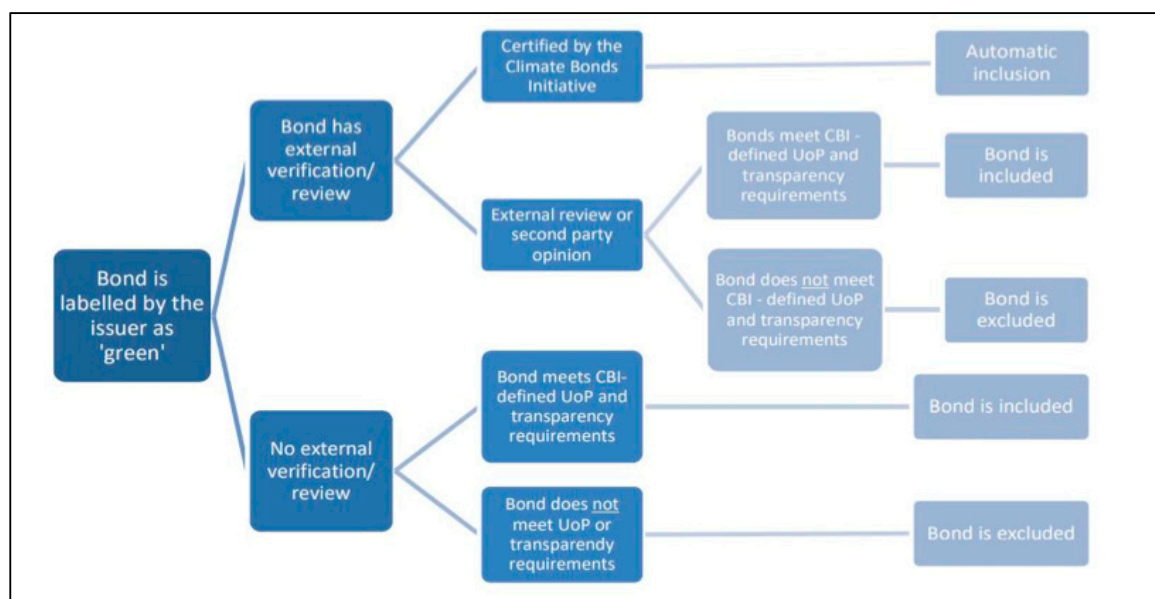 Bond is
labelled by the
issuer as
'green'
Bond has
external
verification/
review
Certified by the
Climate Bonds
Initiative
Automatic
inclusion
External review or
second party
opinion
Bonds meet CBI -
defined UoP and
transparency
requirements
Bond is
included
Bond does not meet
CBI - defined UoP
and transparency
requirements
Bond is
excluded
No external
verification/
review
Bond meets CBI-
defined UoP and
transparency
requirements
Bond is included
Bond does not
meet UoP or
transparendy
requirements
Bond is excluded